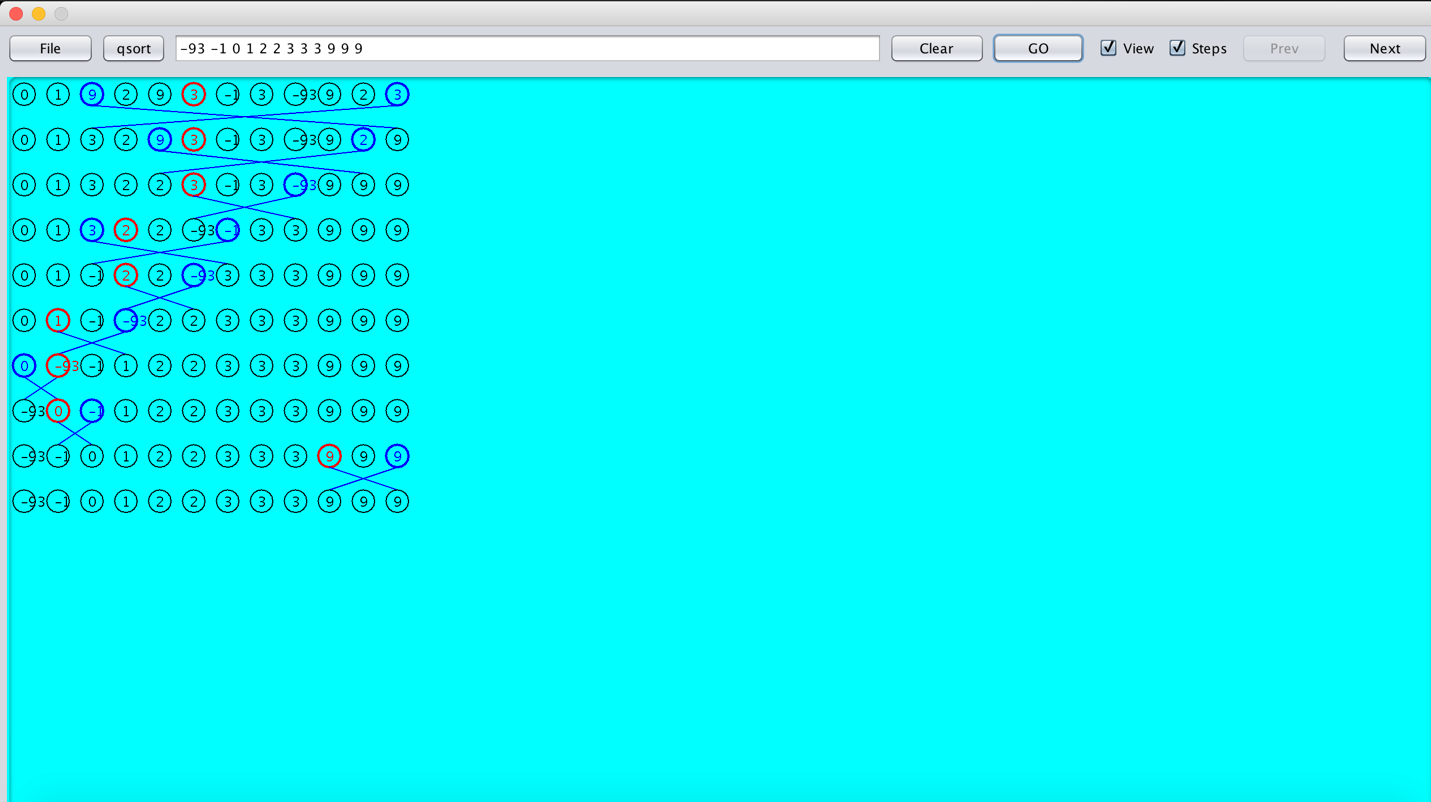 File qsort -93 -1 0 1 2 2 3 3 3 9 9 9 Clear GO View Steps Prev Next
0 1 9 2 9 3 -1 3 -93 9 2 3
0 1 3 2 9 3 -1 3 -93 9 2 9
0 1 3 2 2 3 -1 3 -93 9 9 9
0 1 3 2 2 -93 -1 3 3 9 9 9
0 1 -1 2 2 -93 3 3 3 9 9 9
0 1 -1 -93 2 2 3 3 3 9 9 9
0 -93 -1 1 2 2 3 3 3 9 9 9
-93 0 -1 1 2 2 3 3 3 9 9 9
-93 -1 0 1 2 2 3 3 3 9 9 9
-93 -1 0 1 2 2 3 3 3 9 9 9